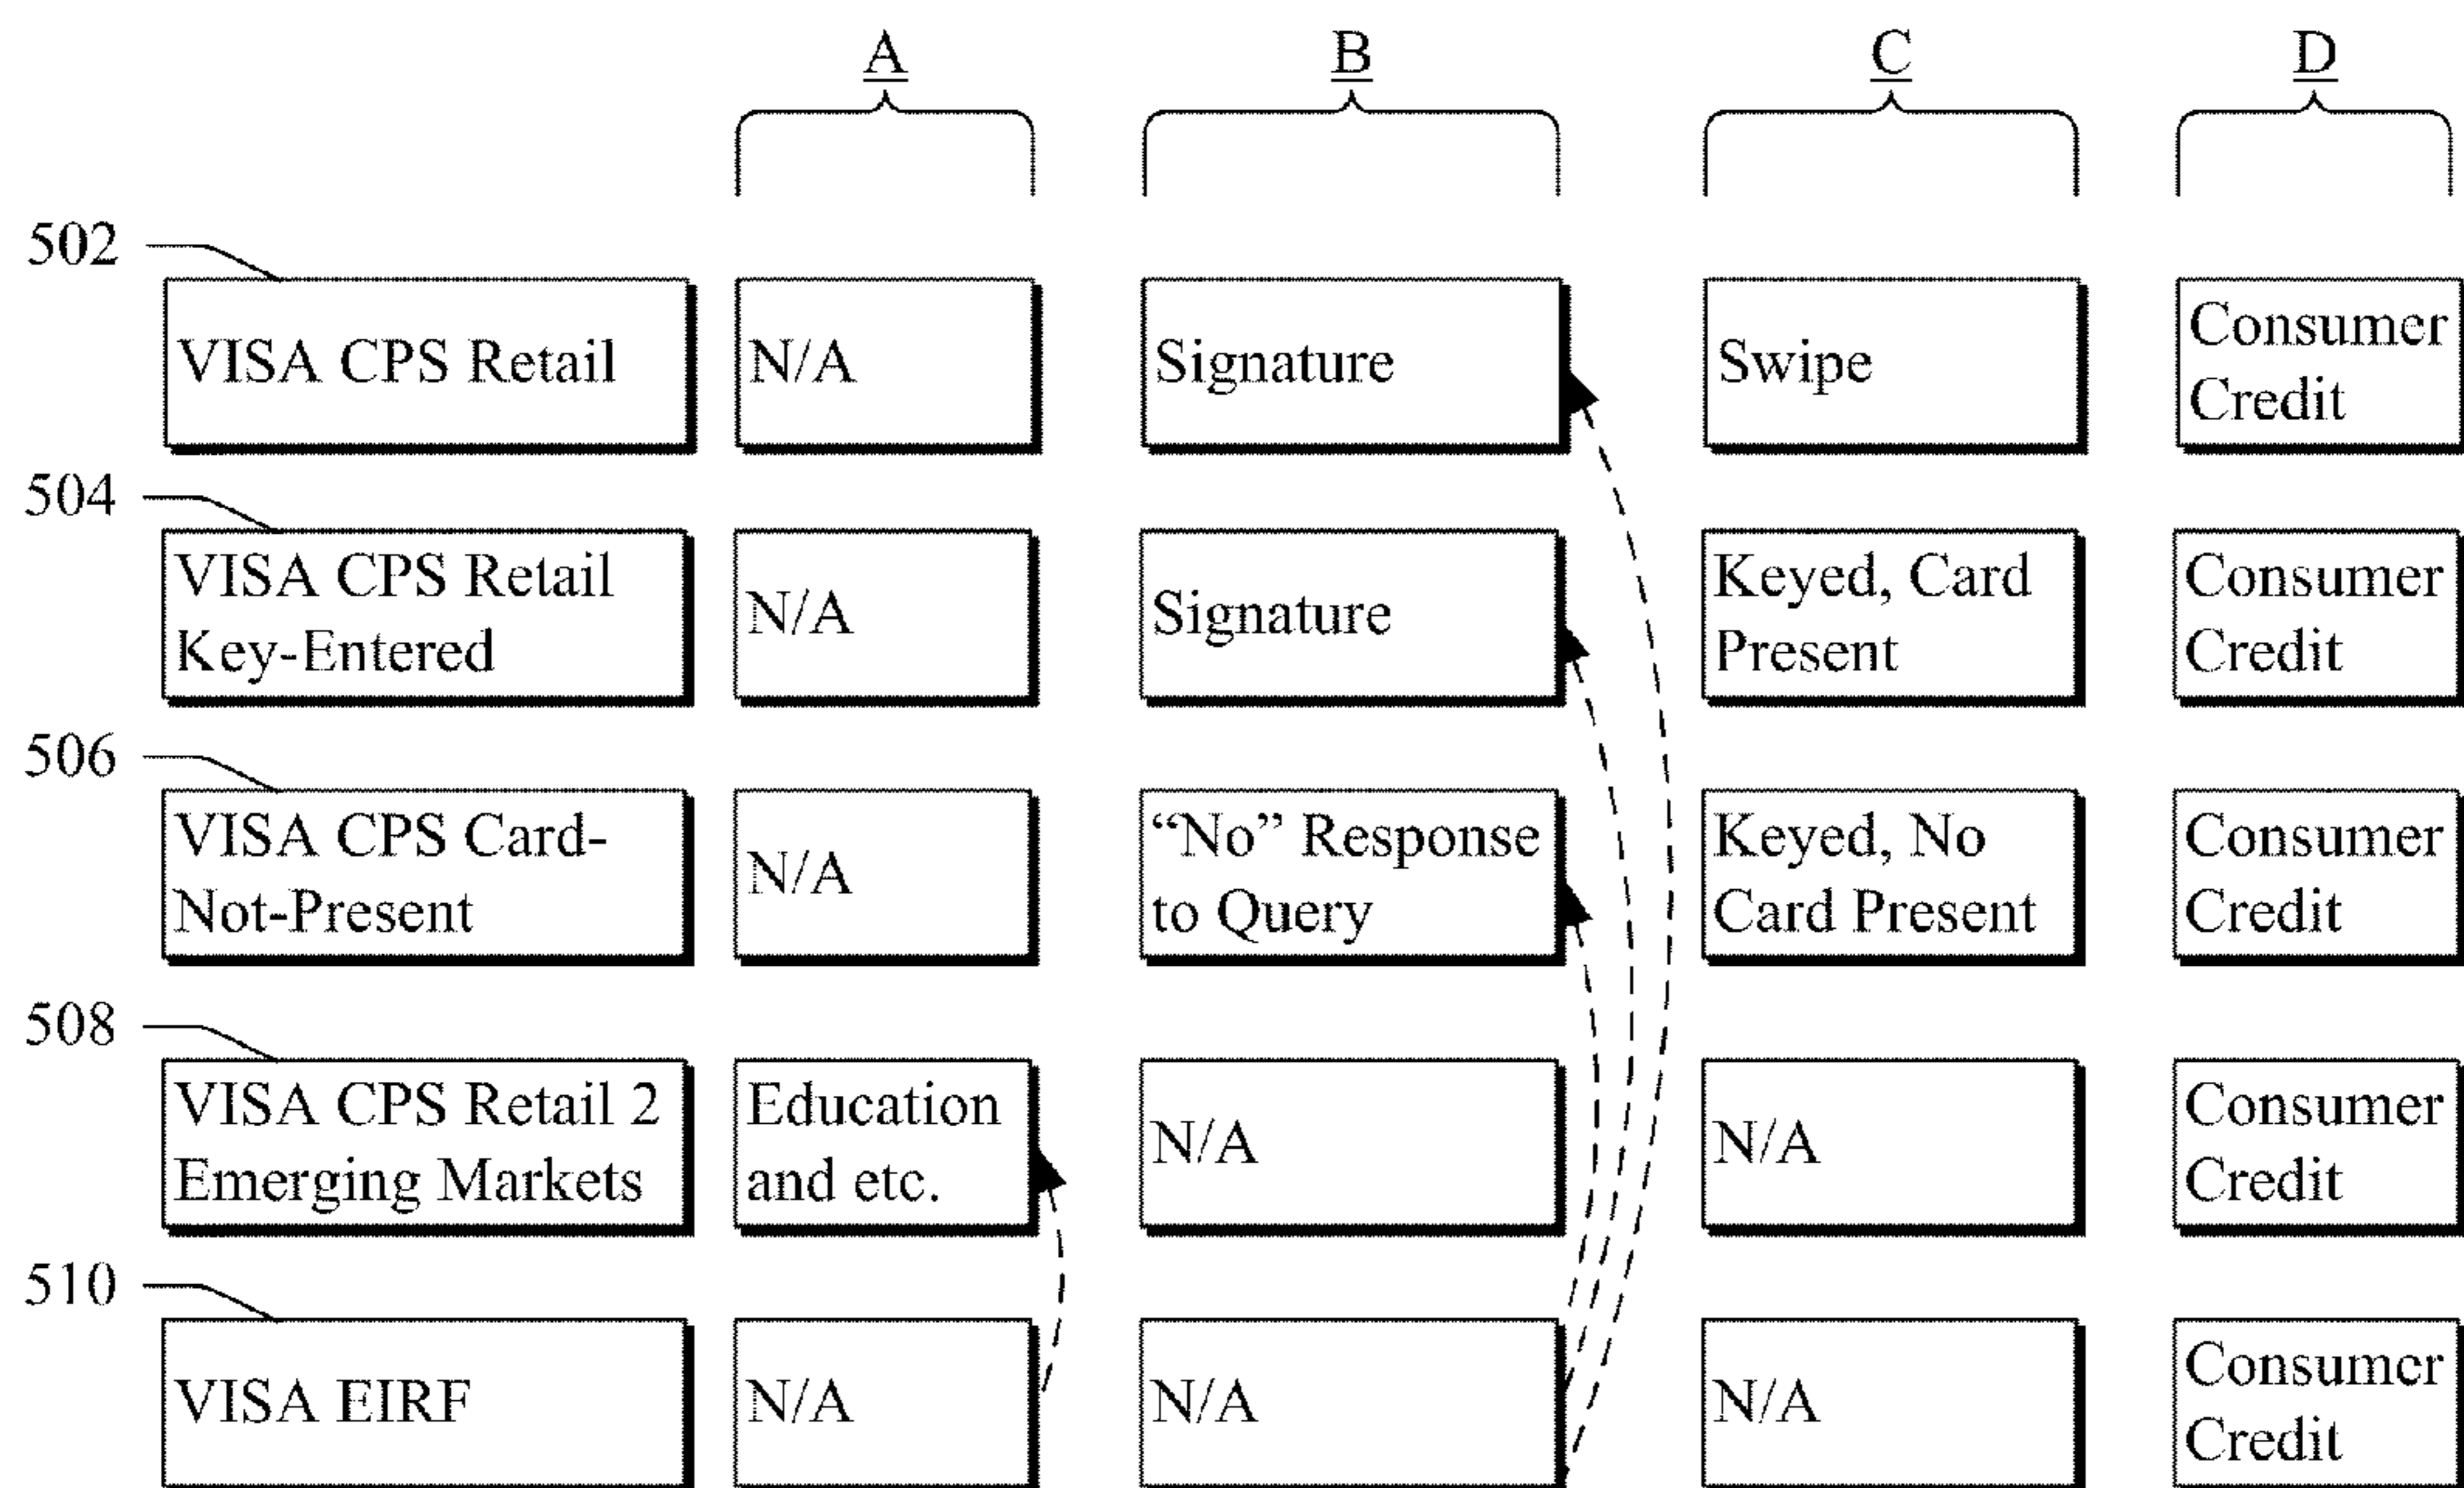 A
B
C
D
502
VISA CPS Retail
N/A
Signature
Swipe
Consumer
Credit
504
VISA CPS Retail
Key-Entered
N/A
Signature
Keyed, Card
Present
Consumer
Credit
506
VISA CPS Card-
Not-Present
N/A
“No” Response
to Query
Keyed, No
Card Present
Consumer
Credit
508
VISA CPS Retail 2
Emerging Markets
Education
and etc.
N/A
N/A
Consumer
Credit
510
VISA EIRF
N/A
N/A
N/A
Consumer
Credit